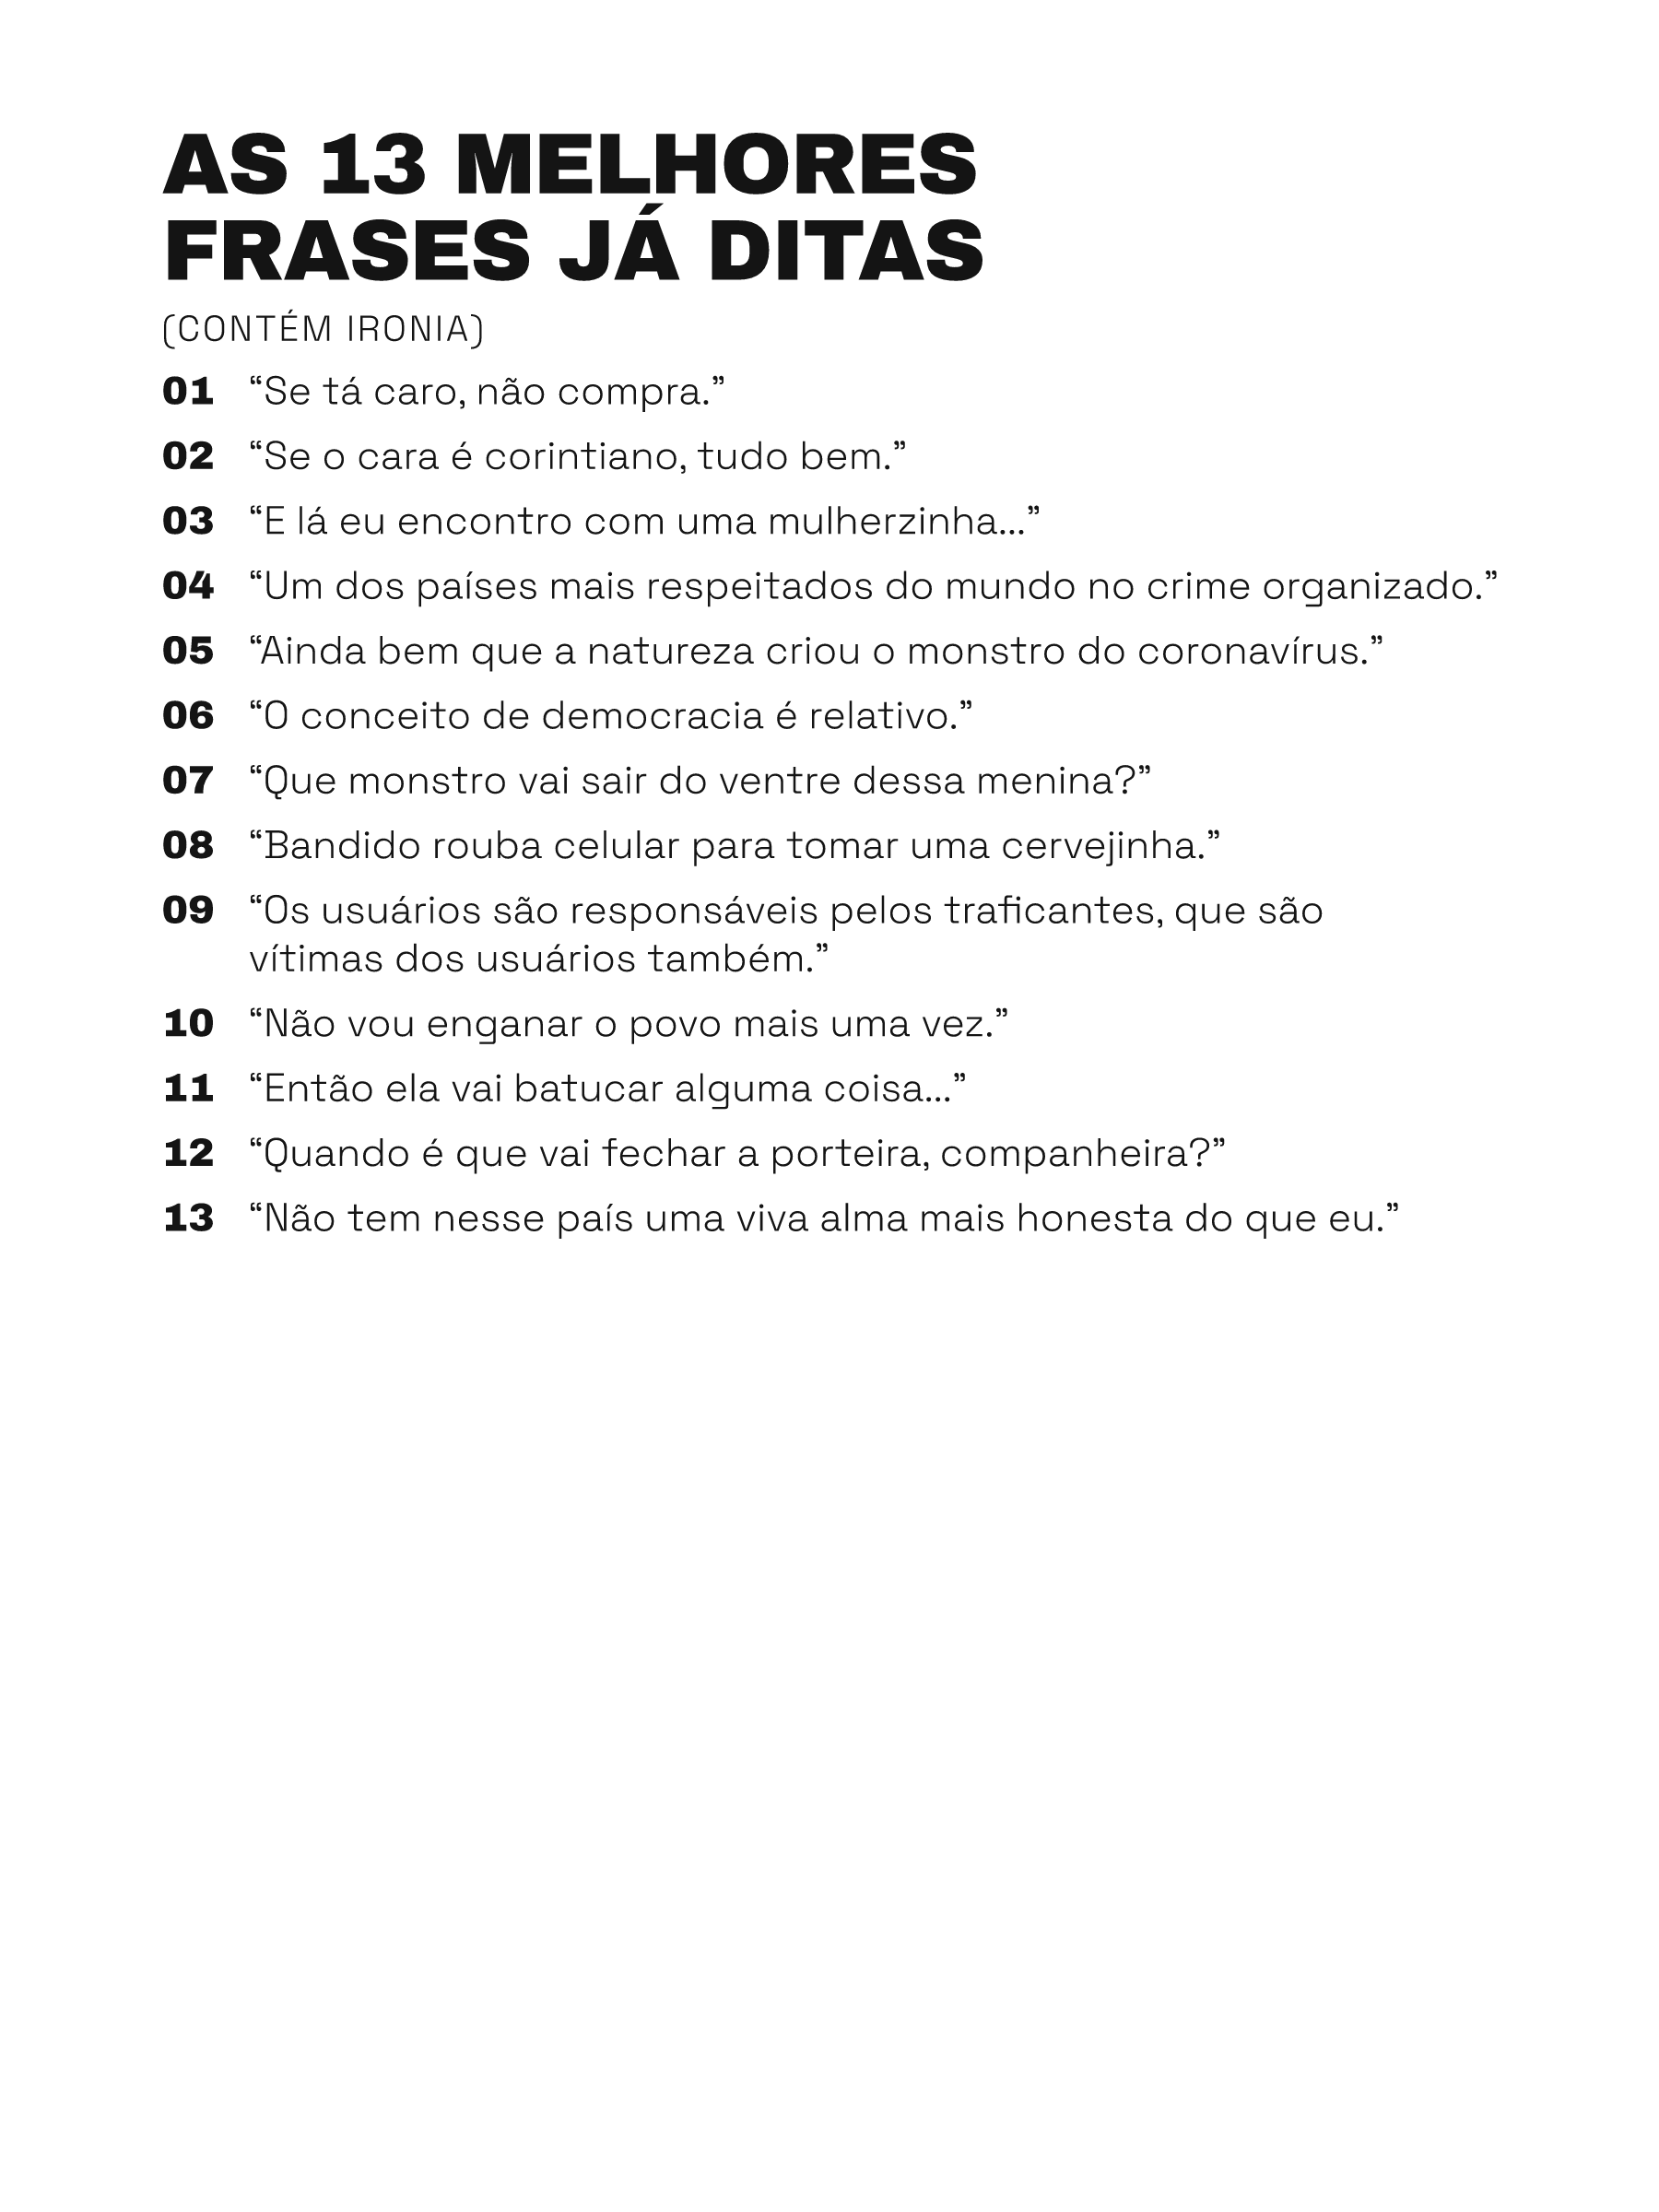 AS 13 MELHORES
FRASES JÁ DITAS
(CONTÉM IRONIA)
01 “Se tá caro, não compra.”
02 “Se o cara é corintiano, tudo bem.”
03 “E lá eu encontro com uma mulherzinha...”
04 “Um dos países mais respeitados do mundo no crime organizado.”
05 “Ainda bem que a natureza criou o monstro do coronavírus.”
06 “O conceito de democracia é relativo.”
07 “Que monstro vai sair do ventre dessa menina?”
08 “Bandido rouba celular para tomar uma cervejinha.”
09 “Os usuários são responsáveis pelos traficantes, que são
vítimas dos usuários também.”
10 “Não vou enganar o povo mais uma vez.”
11 “Então ela vai batucar alguma coisa...”
12 “Quando é que vai fechar a porteira, companheira?”
13 “Não tem nesse país uma viva alma mais honesta do que eu.”